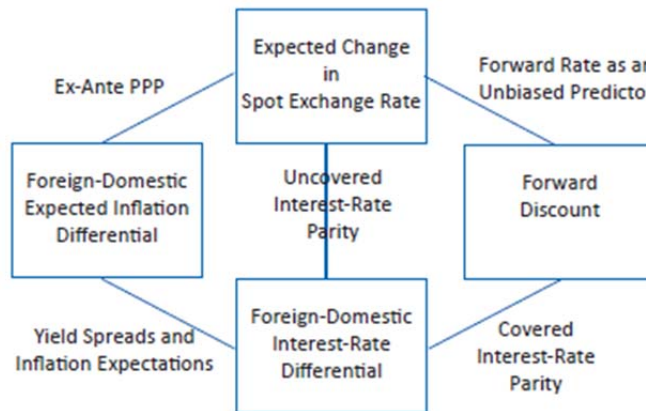 Expected Change
in
Spot Exchange Rate
Ex-Ante PPP
Forward Rate as an
Unbiased Predicto
Foreign-Domestic
Expected Inflation
Differential
Uncovered
Interest-Rate
Parity
Forward
Discount
Yield Spreads and
Inflation Expectations
Foreign-Domestic
Interest-Rate
Differential
Covered
Interest-Rate
Parity